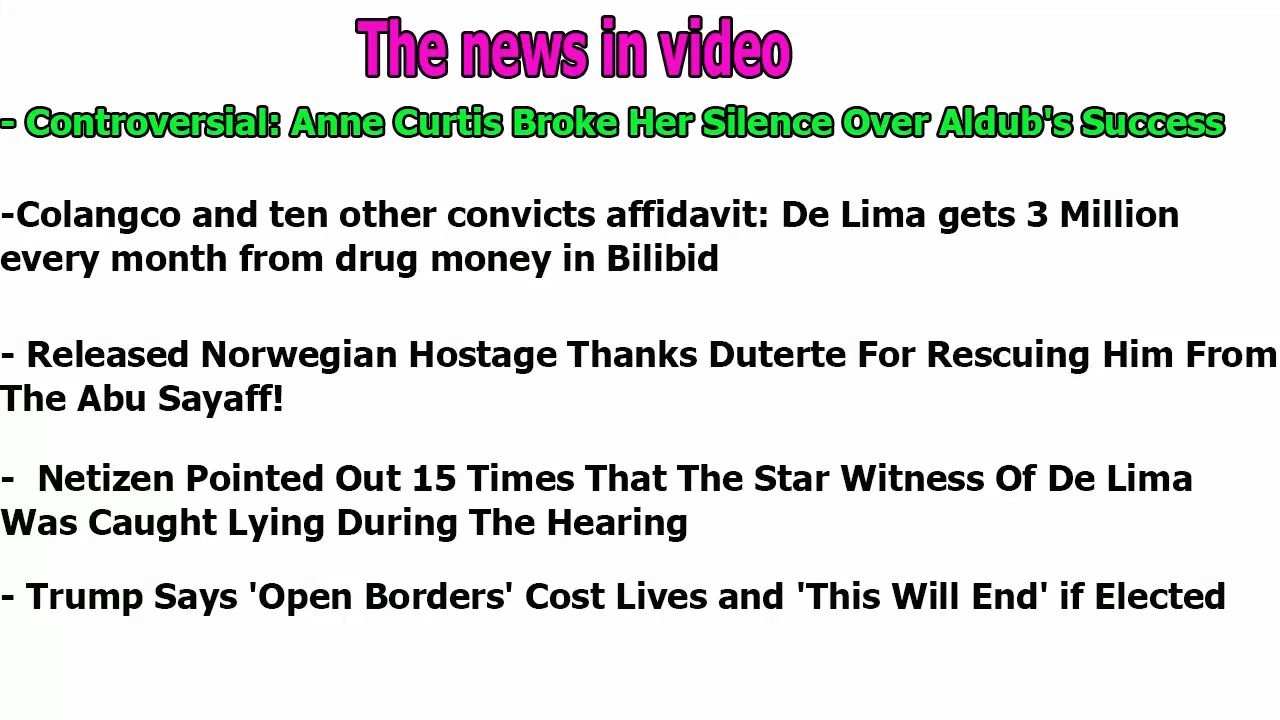 The news in video
- Controversial: Anne Curtis Broke Her Silence Over Aldub's Success
-Colangco and ten other convicts affidavit: De Lima gets 3 Million
every month from drug money in Bilibid
- Released Norwegian Hostage Thanks Duterte For Rescuing Him From
The Abu Sayaff!
-  Netizen Pointed Out 15 Times That The Star Witness Of De Lima
Was Caught Lying During The Hearing
- Trump Says 'Open Borders' Cost Lives and 'This Will End' if Elected